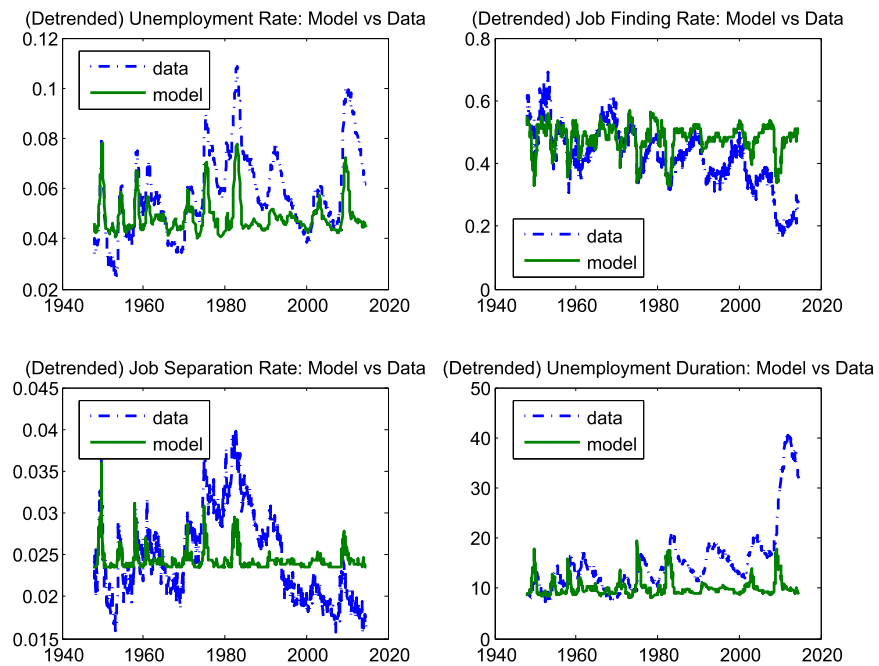 (Detrended) Unemployment Rate: Model vs Data
0.12
0.1
0.08
0.06
0.04
0.02
1940 1960 1980 2000 2020
data
model
(Detrended) Job Finding Rate: Model vs Data
0.8
0.6
0.4
0.2
0
1940 1960 1980 2000 2020
data
model
(Detrended) Job Separation Rate: Model vs Data
0.045
0.04
0.035
0.03
0.025
0.02
0.015
1940 1960 1980 2000 2020
data
model
(Detrended) Unemployment Duration: Model vs Data
50
40
30
20
10
0
1940 1960 1980 2000 2020
data
model